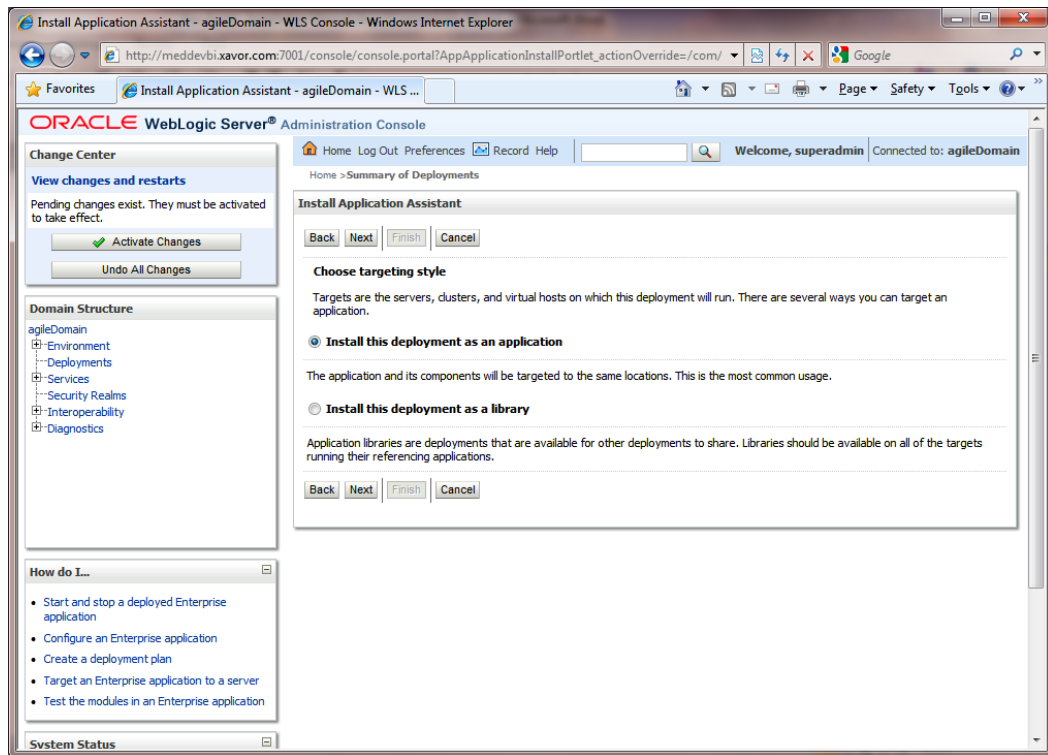 Install Application Assistant - agileDomain - WLS Console - Windows Internet Explorer
http://meddevbi.xavor.com:7001/console/console.portal?AppApplicationInstallPortlet_actionOverride=/com/
Google
Favorites
Install Application Assistant - agileDomain - WLS ...
Page Safety Tools
ORACLE WebLogic Server® Administration Console
Change Center
View changes and restarts
Pending changes exist. They must be activated
to take effect.
Activate Changes
Undo All Changes
Domain Structure
agileDomain
Environment
Deployments
Services
Security Realms
Interoperability
Diagnostics
How do I...
Start and stop a deployed Enterprise
application
Configure an Enterprise application
Create a deployment plan
Target an Enterprise application to a server
Test the modules in an Enterprise application
System Status
Home Log Out Preferences Record Help
Welcome, superadmin Connected to: agileDomain
Home >Summary of Deployments
Install Application Assistant
Back Next Finish Cancel
Choose targeting style
Targets are the servers, clusters, and virtual hosts on which this deployment will run. There are several ways you can target an
application.
Install this deployment as an application
The application and its components will be targeted to the same locations. This is the most common usage.
Install this deployment as a library
Application libraries are deployments that are available for other deployments to share. Libraries should be available on all of the targets
running their referencing applications.
Back Next Finish Cancel